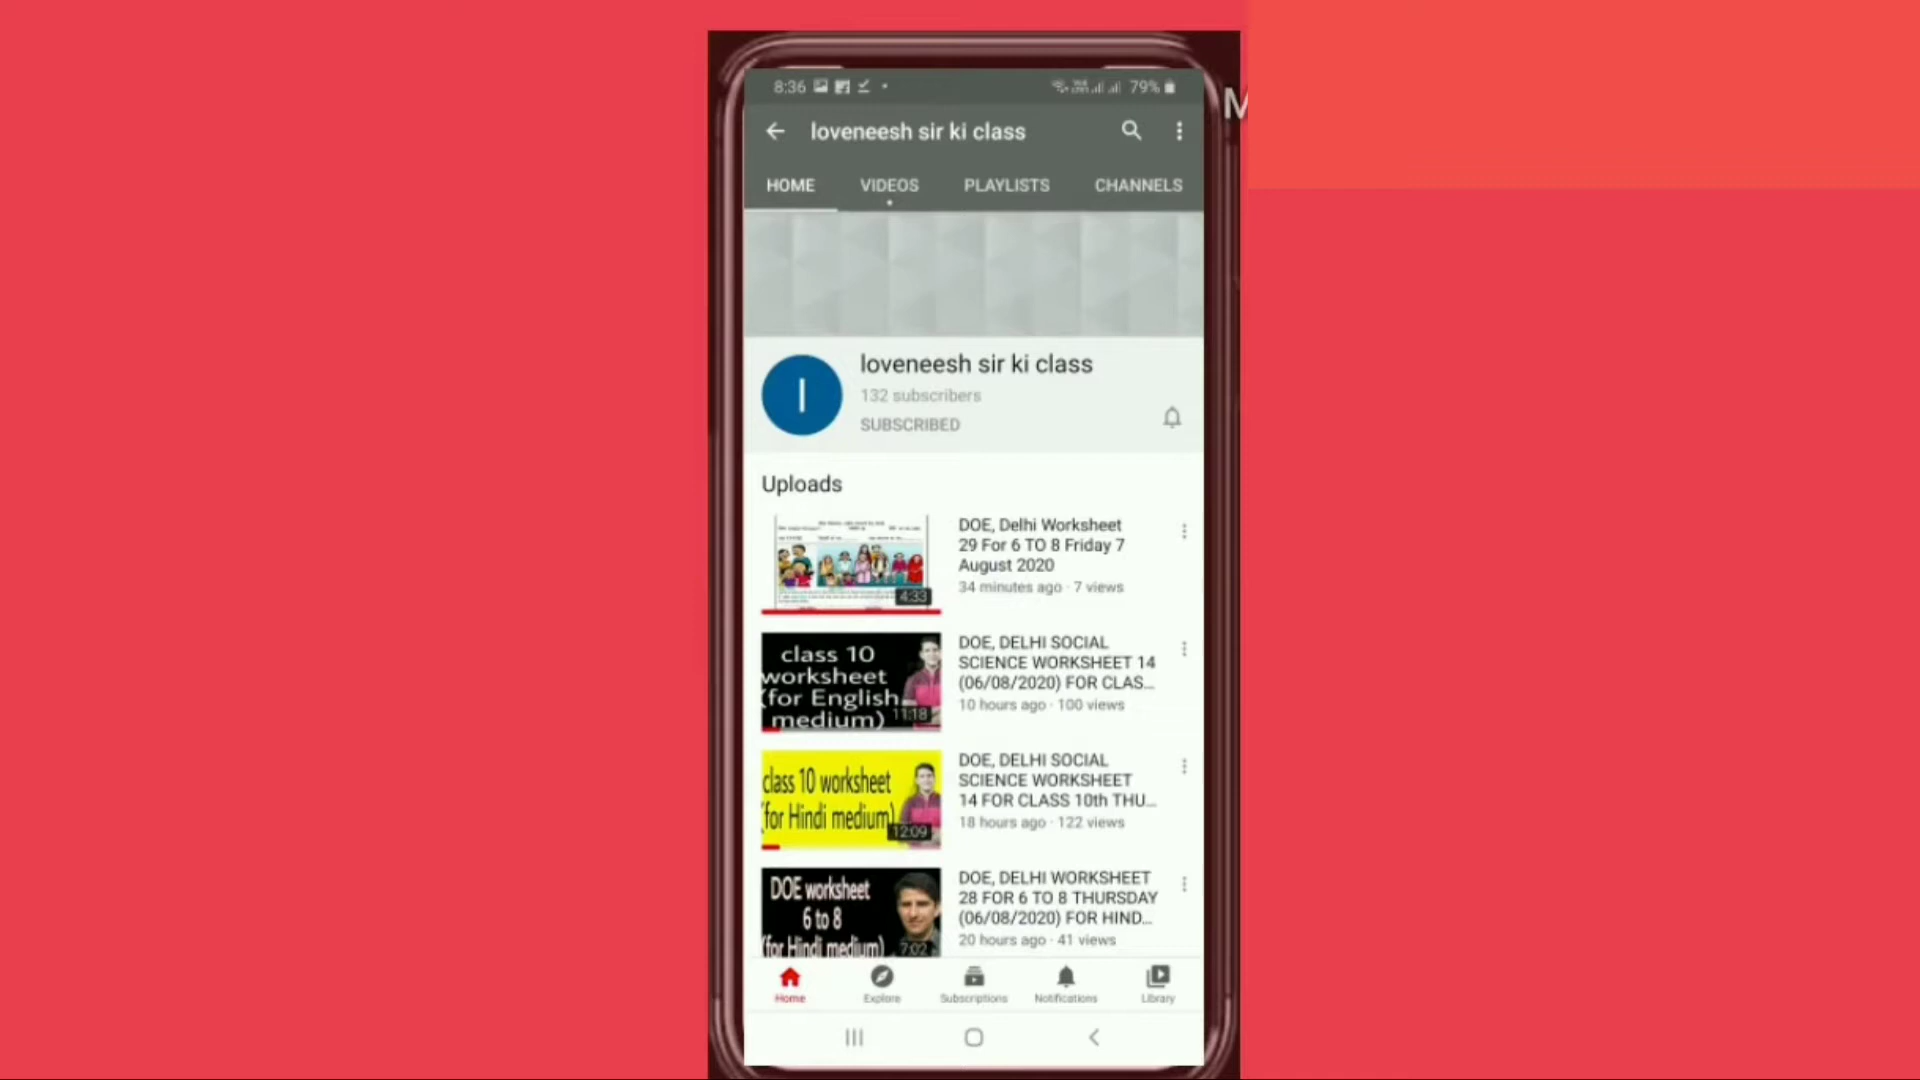 8:36
79%
M
loveneesh sir ki class
HOME VIDEOS PLAYLISTS CHANNELS
l
loveneesh sir ki class
132 subscribers
SUBSCRIBED
Uploads
4:33
DOE, Delhi Worksheet
29 For 6 TO 8 Friday 7
August 2020
34 minutes ago · 7 views
class 10
worksheet
(for English
medium)
11:18
DOE, DELHI SOCIAL
SCIENCE WORKSHEET 14
(06/08/2020) FOR CLAS...
10 hours ago · 100 views
class 10 worksheet
(for Hindi medium)
12:09
DOE, DELHI SOCIAL
SCIENCE WORKSHEET
14 FOR CLASS 10th THU...
18 hours ago · 122 views
DOE worksheet
6 to 8
(for Hindi medium)
7:02
DOE, DELHI WORKSHEET
28 FOR 6 TO 8 THURSDAY
(06/08/2020) FOR HIND...
20 hours ago · 41 views
Home Explore Subscriptions Notifications Library